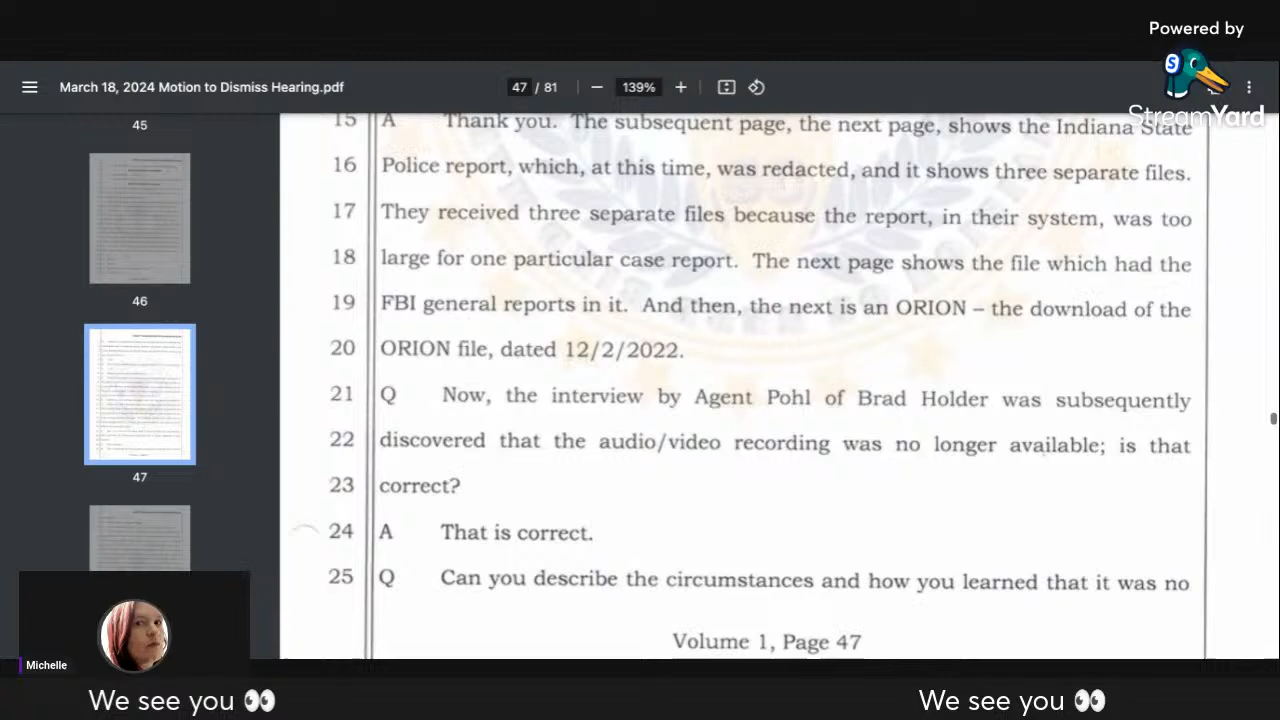 Powered by
S
StreamYard
March 18, 2024 Motion to Dismiss Hearing.pdf
47 / 81
139%
45
46
47
15 A Thank you. The subsequent page, the next page, shows the Indiana State
16 Police report, which, at this time, was redacted, and it shows three separate files.
17 They received three separate files because the report, in their system, was too
18 large for one particular case report. The next page shows the file which had the
19 FBI general reports in it. And then, the next is an ORION – the download of the
20 ORION file, dated 12/2/2022.
21 Q Now, the interview by Agent Pohl of Brad Holder was subsequently
22 discovered that the audio/video recording was no longer available; is that
23 correct?
24 A That is correct.
25 Q Can you describe the circumstances and how you learned that it was no
Volume 1, Page 47
Michelle
We see you 👀
We see you 👀